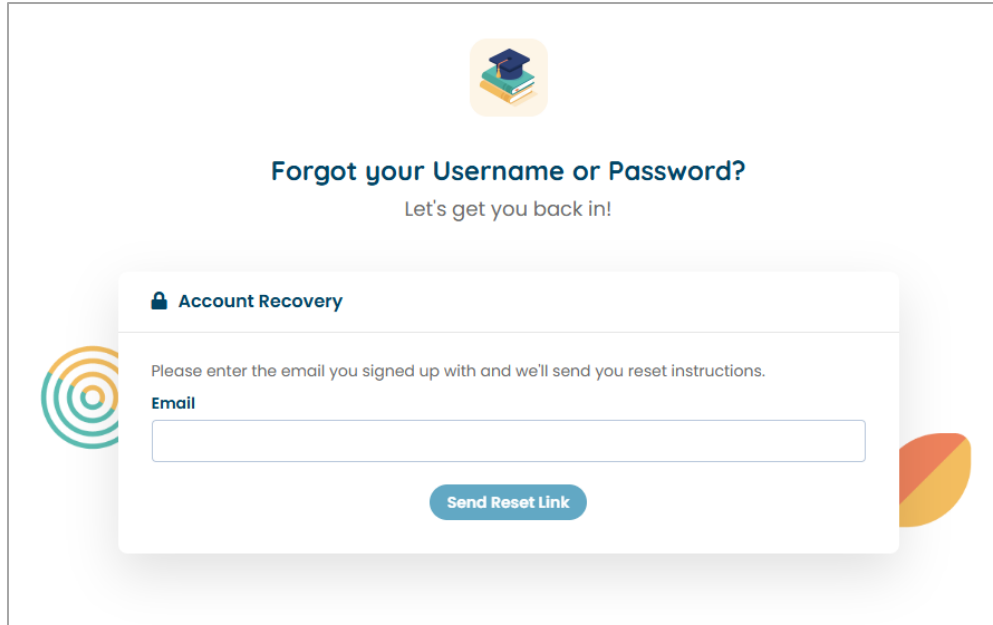 Forgot your Username or Password?
Let's get you back in!
Account Recovery
Please enter the email you signed up with and we'll send you reset instructions.
Email
Send Reset Link